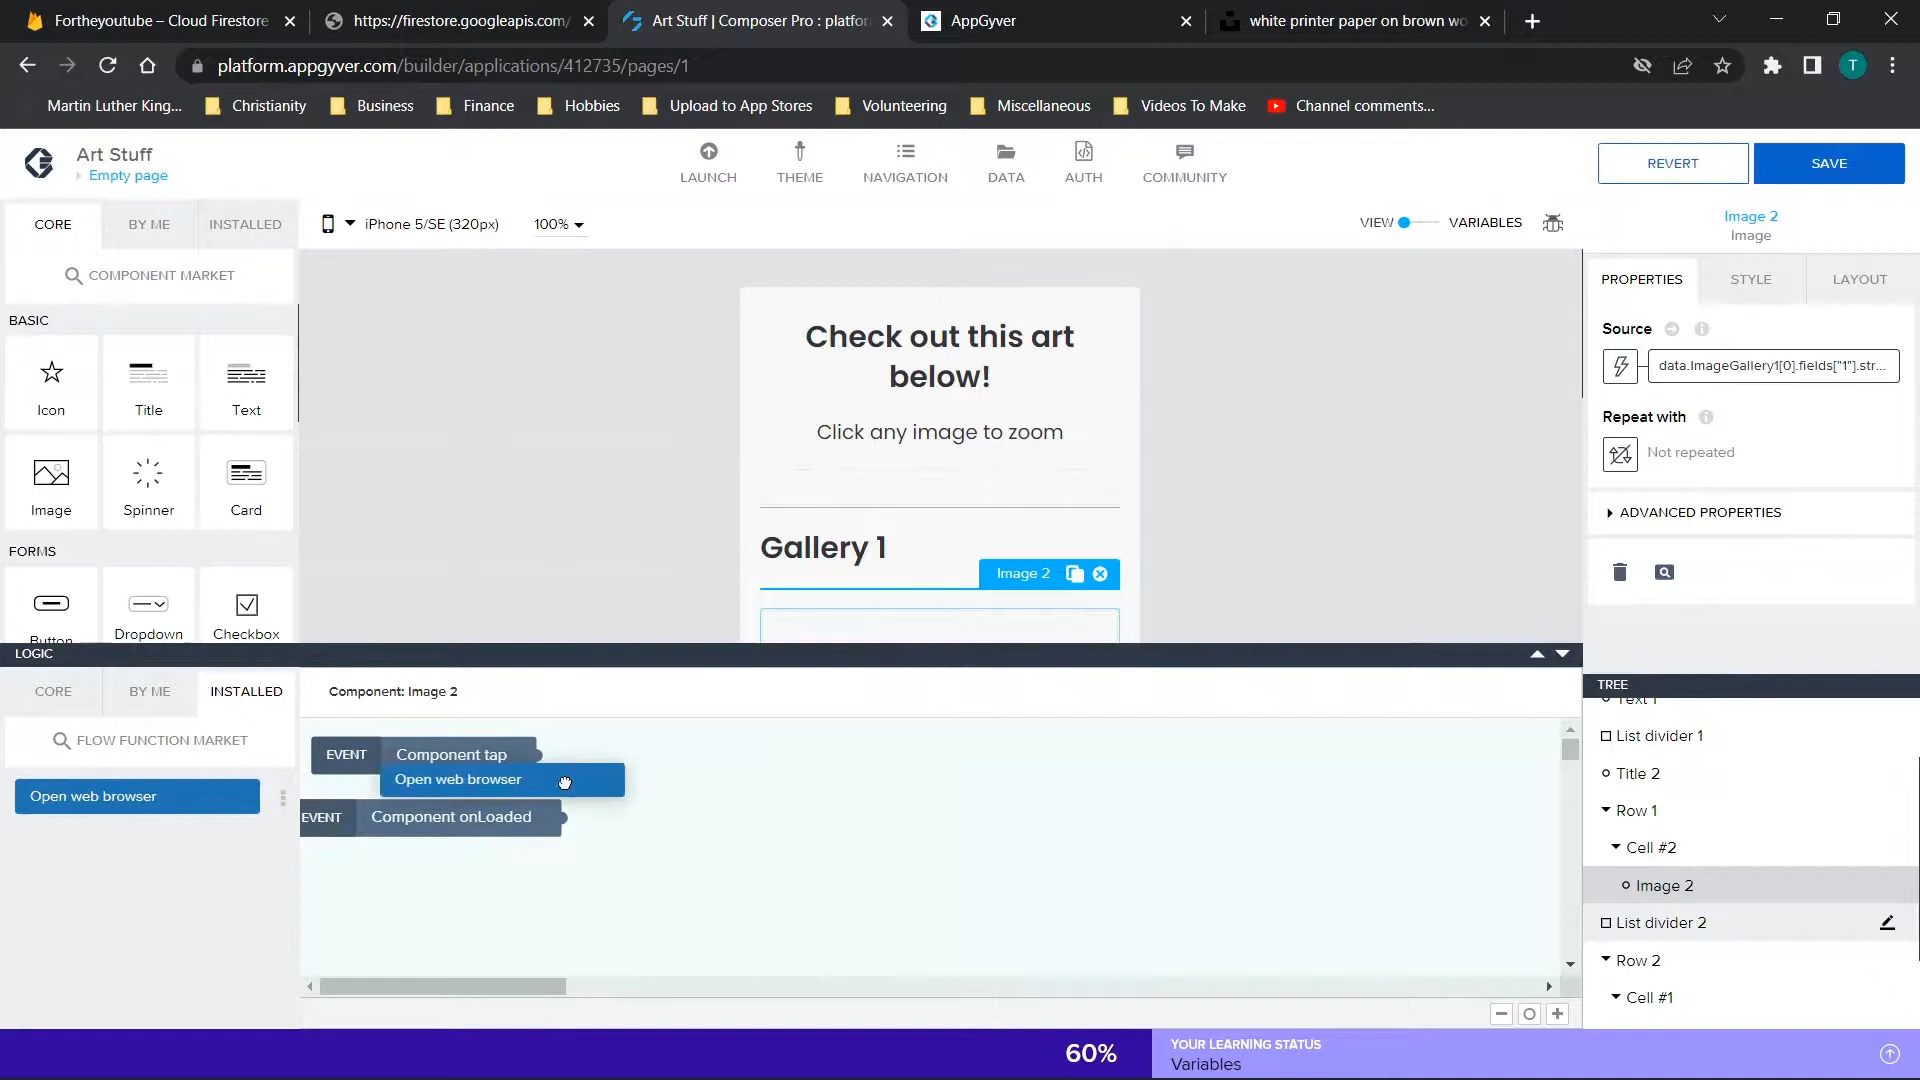 Fortheyoutube – Cloud Firestore
https://firestore.googleapis.com/
Art Stuff | Composer Pro : platfor
AppGyver
white printer paper on brown wo
platform.appgyver.com/builder/applications/412735/pages/1
T
Martin Luther King...
Christianity
Business
Finance
Hobbies
Upload to App Stores
Volunteering
Miscellaneous
Videos To Make
Channel comments...
Art Stuff
Empty page
LAUNCH
THEME
NAVIGATION
DATA
AUTH
COMMUNITY
REVERT
SAVE
CORE
BY ME
INSTALLED
iPhone 5/SE (320px)
100%
VIEW
VARIABLES
Image 2
Image
COMPONENT MARKET
PROPERTIES
STYLE
LAYOUT
BASIC
Icon
Title
Text
Image
Spinner
Card
FORMS
Button
Dropdown
Checkbox
Check out this art
below!
Click any image to zoom
Gallery 1
Image 2
Source
data.ImageGallery1[0].fields["1"].str...
Repeat with
Not repeated
ADVANCED PROPERTIES
LOGIC
CORE
BY ME
INSTALLED
Component: Image 2
FLOW FUNCTION MARKET
Open web browser
EVENT
Component tap
Open web browser
EVENT
Component onLoaded
TREE
Text 1
List divider 1
Title 2
Row 1
Cell #2
Image 2
List divider 2
Row 2
Cell #1
60%
YOUR LEARNING STATUS
Variables